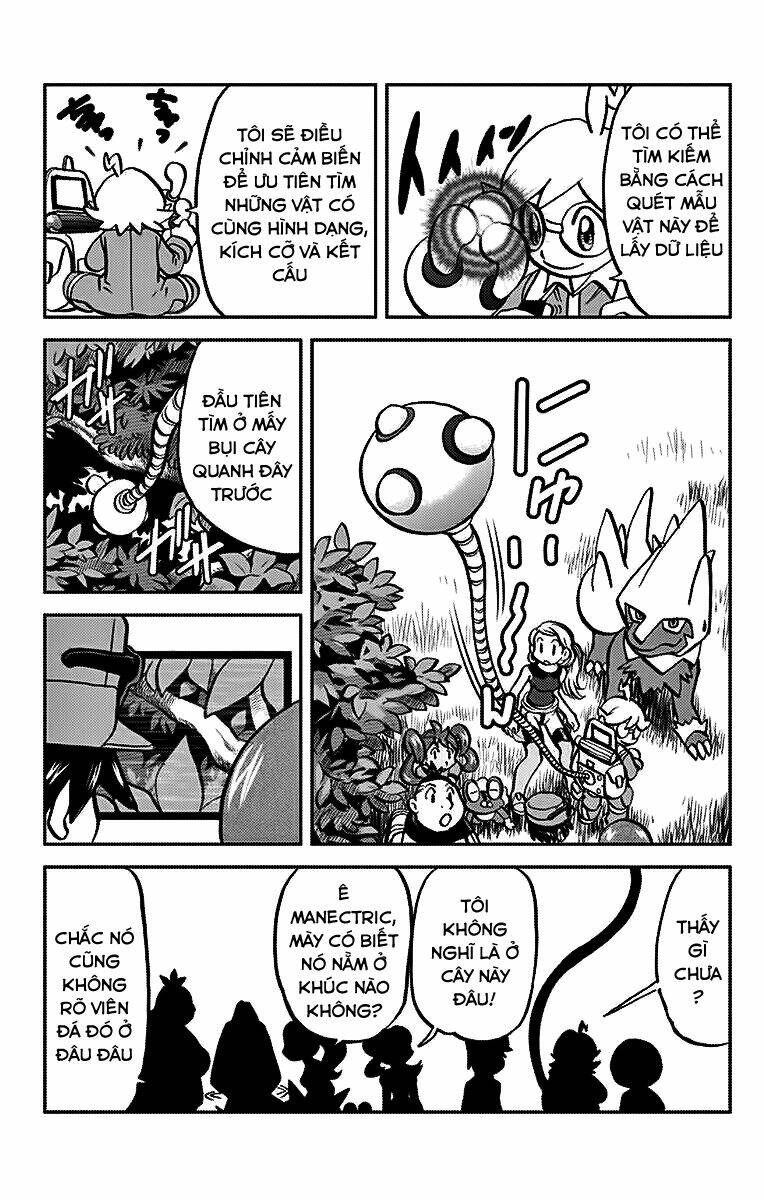 TÔI CÓ THỂ
TÌM KIẾM
BẰNG CÁCH
QUÉT MẪU
VẬT NÀY ĐỂ
LẤY DỮ LIỆU
TÔI SẼ ĐIỀU
CHỈNH CẢM BIẾN
ĐỂ ƯU TIÊN TÌM
NHỮNG VẬT CÓ
CÙNG HÌNH DẠNG,
KÍCH CỠ VÀ KẾT
CẤU
ĐẦU TIÊN
TÌM Ở MẤY
BỤI CÂY
QUANH ĐÂY
TRƯỚC
THẤY
GÌ
CHƯA
?
TÔI
KHÔNG
NGHĨ LÀ Ở
CÂY NÀY
ĐÂU!
Ê
MANECTRIC,
MÀY CÓ BIẾT
NÓ NẰM Ở
KHÚC NÀO
KHÔNG?
CHẮC NÓ
CŨNG
KHÔNG
RÕ VIÊN
ĐÁ ĐÓ Ở
ĐÂU ĐÂU